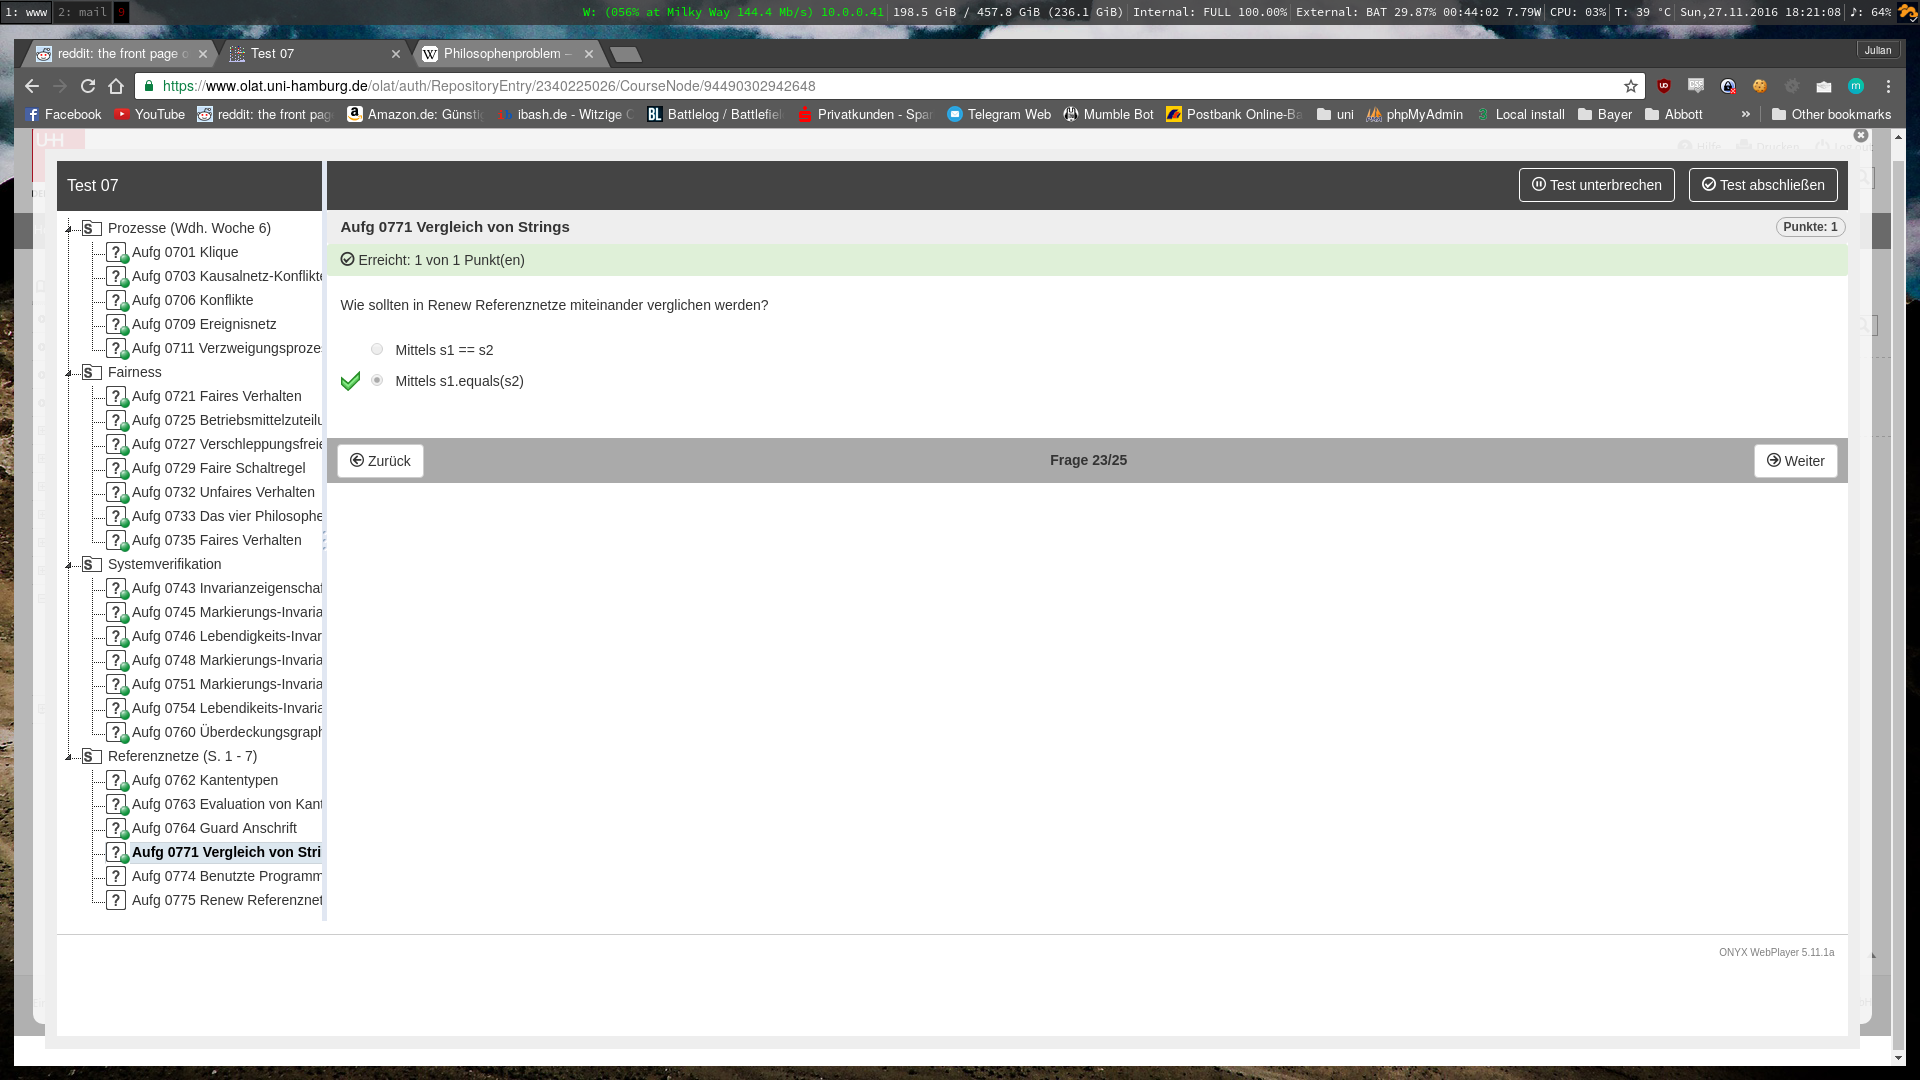 1: www 2: mail 9
W: (056% at Milky Way 144.4 Mb/s) 10.0.0.41 198.5 GiB / 457.8 GiB (236.1 GiB) Internal: FULL 100.00% External: BAT 29.87% 00:44:02 7.79W CPU: 03% T: 39 °C Sun,27.11.2016 18:21:08 ♪: 64%
reddit: the front page o
Test 07
Philosophenproblem –
Julian
https://www.olat.uni-hamburg.de/olat/auth/RepositoryEntry/2340225026/CourseNode/94490302942648
Facebook YouTube reddit: the front pag Amazon.de: Günsti ibash.de - Witzige Battlelog / Battlefiel Privatkunden - Spar Telegram Web Mumble Bot Postbank Online-Ba uni phpMyAdmin Local install Bayer Abbott » Other bookmarks
Test 07
Test unterbrechen
Test abschließen
Prozesse (Wdh. Woche 6)
Aufg 0701 Klique
Aufg 0703 Kausalnetz-Konflikte
Aufg 0706 Konflikte
Aufg 0709 Ereignisnetz
Aufg 0711 Verzweigungsproze
Fairness
Aufg 0721 Faires Verhalten
Aufg 0725 Betriebsmittelzuteilu
Aufg 0727 Verschleppungsfreie
Aufg 0729 Faire Schaltregel
Aufg 0732 Unfaires Verhalten
Aufg 0733 Das vier Philosophe
Aufg 0735 Faires Verhalten
Systemverifikation
Aufg 0743 Invarianzeigenschaf
Aufg 0745 Markierungs-Invaria
Aufg 0746 Lebendigkeits-Invar
Aufg 0748 Markierungs-Invaria
Aufg 0751 Markierungs-Invaria
Aufg 0754 Lebendikeits-Invaria
Aufg 0760 Überdeckungsgraph
Referenznetze (S. 1 - 7)
Aufg 0762 Kantentypen
Aufg 0763 Evaluation von Kant
Aufg 0764 Guard Anschrift
Aufg 0771 Vergleich von Stri
Aufg 0774 Benutzte Programm
Aufg 0775 Renew Referenznet
Aufg 0771 Vergleich von Strings
Punkte: 1
Erreicht: 1 von 1 Punkt(en)
Wie sollten in Renew Referenznetze miteinander verglichen werden?
Mittels s1 == s2
Mittels s1.equals(s2)
Zurück
Frage 23/25
Weiter
ONYX WebPlayer 5.11.1a